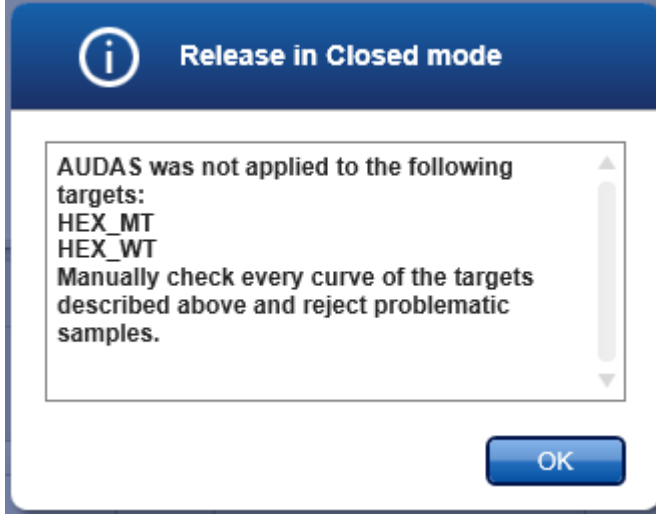 Release in Closed mode
AUDAS was not applied to the following
targets:
HEX_MT
HEX_WT
Manually check every curve of the targets
described above and reject problematic
samples.
OK